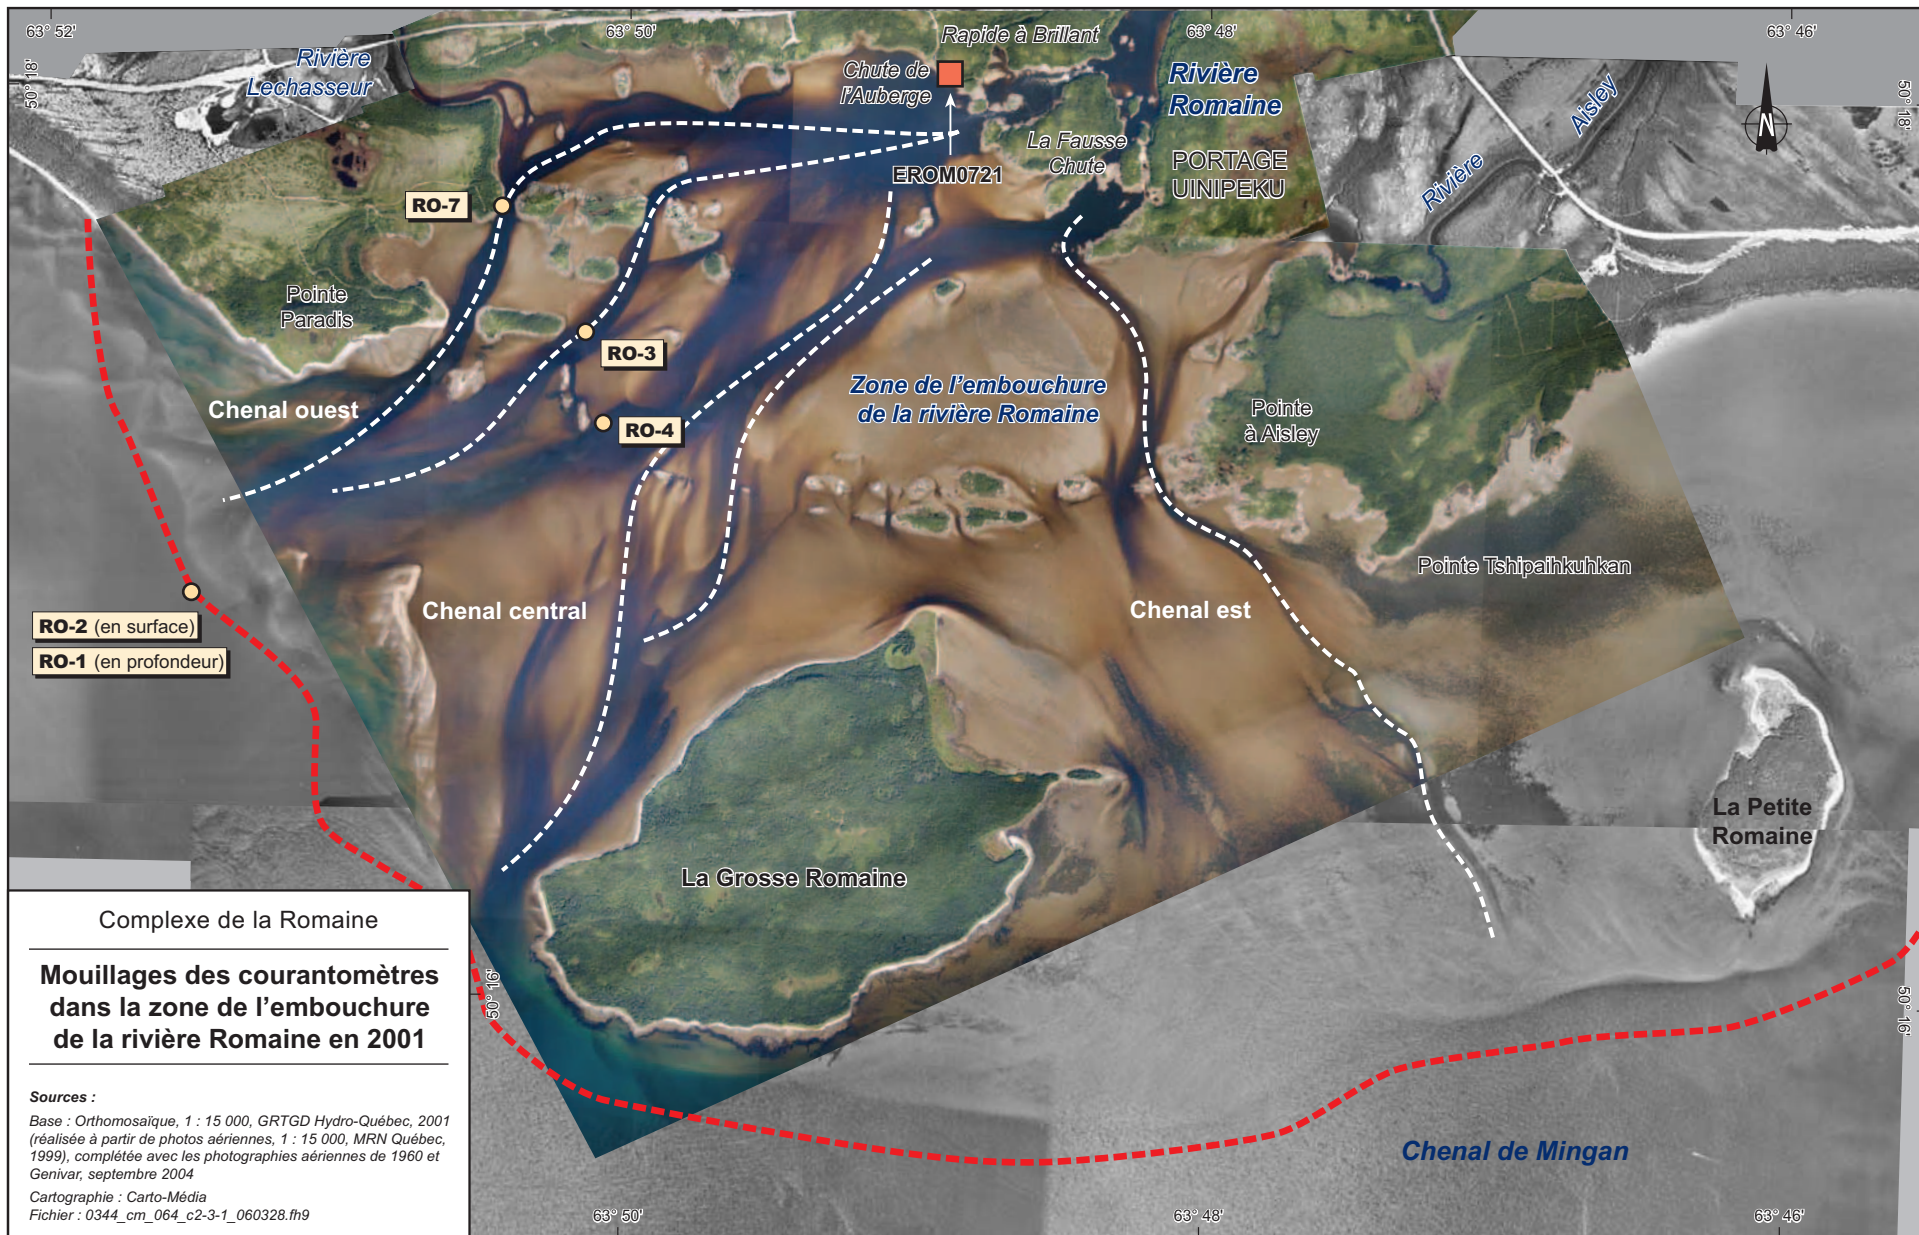 63° 52'
63° 50'
63° 48'
63° 46'
50° 18'
50° 18'
Rivière
Lechasseur
Rapide à Brillant
Chute de
l'Auberge
Rivière
Romaine
La Fausse
Chute
PORTAGE
UINIPEKU
Rivière
Aisley
N
EROM0721
RO-7
Pointe
Paradis
RO-3
RO-4
Chenal ouest
Zone de l'embouchure
de la rivière Romaine
Pointe
à Aisley
Pointe Tshipaihkuhkan
Chenal central
Chenal est
RO-2 (en surface)
RO-1 (en profondeur)
La Petite
Romaine
La Grosse Romaine
50° 16'
50° 16'
Chenal de Mingan
63° 50'
63° 48'
63° 46'
Complexe de la Romaine
Mouillages des courantomètres
dans la zone de l'embouchure
de la rivière Romaine en 2001
Sources :
Base : Orthomosaïque, 1 : 15 000, GRTGD Hydro-Québec, 2001
(réalisée à partir de photos aériennes, 1 : 15 000, MRN Québec,
1999), complétée avec les photographies aériennes de 1960 et
Genivar, septembre 2004
Cartographie : Carto-Média
Fichier : 0344_cm_064_c2-3-1_060328.fh9